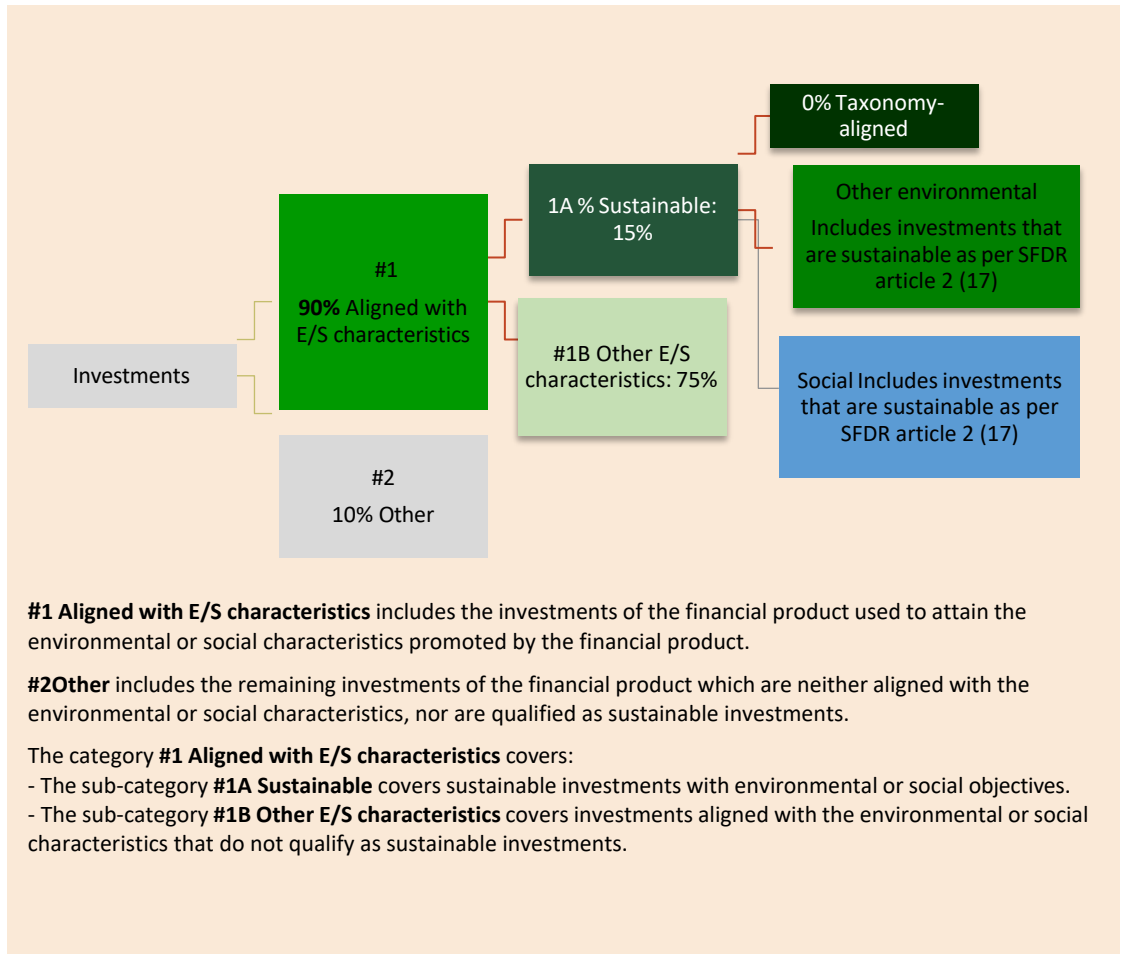 0% Taxonomy-
aligned
1A % Sustainable:
15%
Other environmental
Includes investments that
are sustainable as per SFDR
article 2 (17)
#1
90% Aligned with
E/S characteristics
#1B Other E/S
characteristics: 75%
Investments
Social Includes investments
that are sustainable as per
SFDR article 2 (17)
#2
10% Other
#1 Aligned with E/S characteristics includes the investments of the financial product used to attain the
environmental or social characteristics promoted by the financial product.
#2Other includes the remaining investments of the financial product which are neither aligned with the
environmental or social characteristics, nor are qualified as sustainable investments.
The category #1 Aligned with E/S characteristics covers:
- The sub-category #1A Sustainable covers sustainable investments with environmental or social objectives.
- The sub-category #1B Other E/S characteristics covers investments aligned with the environmental or social
characteristics that do not qualify as sustainable investments.